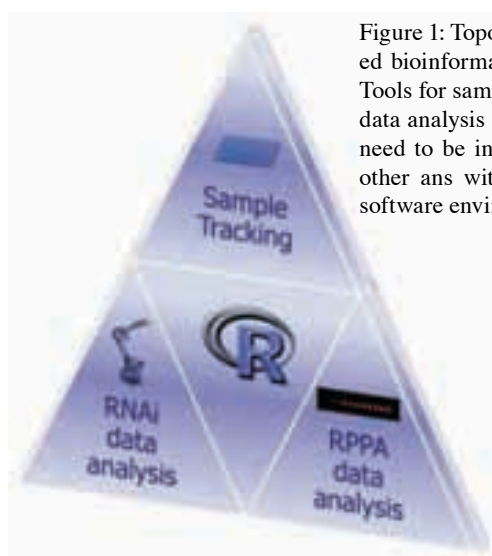 Figure 1: Topo
ed bioinforma
Tools for sam
data analysis
need to be in
other ans wit
software envi
Sample
Tracking
R
RNAi
data
analysis
RPPA
data
analysis